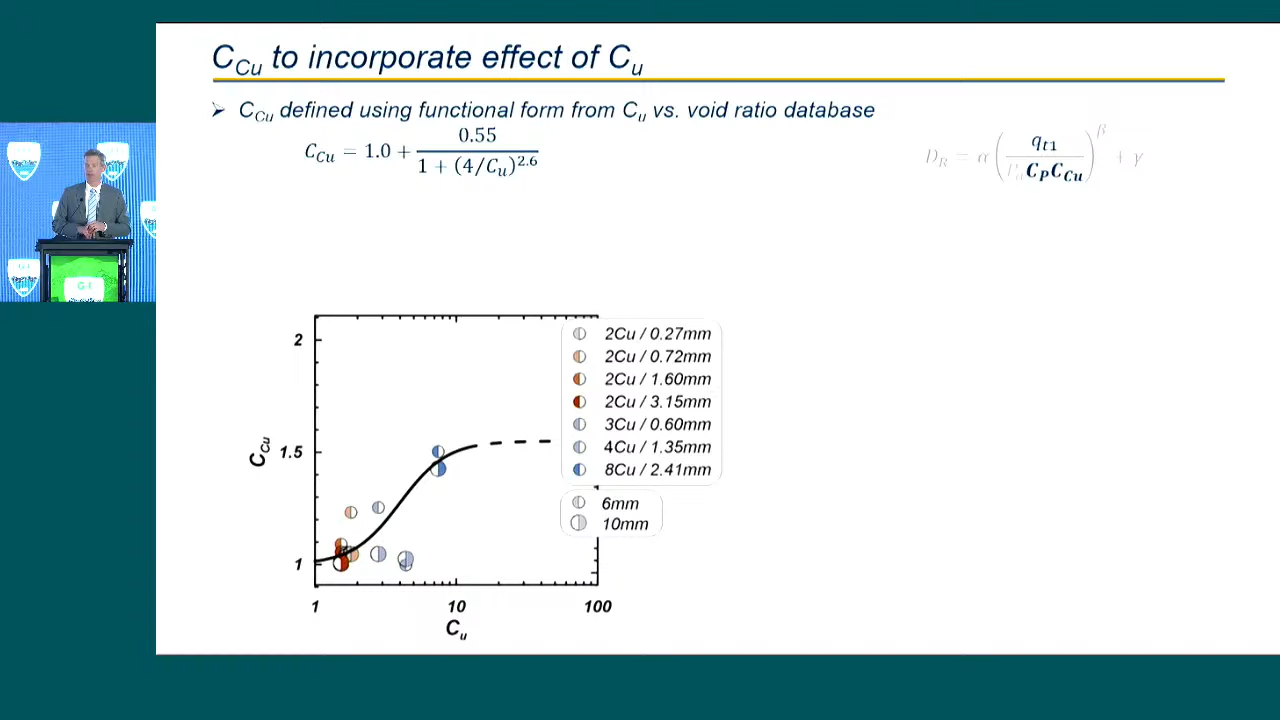 C_Cu to incorporate effect of C_u
➢ C_Cu defined using functional form from C_u vs. void ratio database
C_Cu = 1.0 + 0.55 / (1 + (4/C_u)^2.6)
D_R = α (q_t1 / (P_a C_P C_Cu))^β + γ
2
1.5
1
C_Cu
1
10
100
C_u
2Cu / 0.27mm
2Cu / 0.72mm
2Cu / 1.60mm
2Cu / 3.15mm
3Cu / 0.60mm
4Cu / 1.35mm
8Cu / 2.41mm
6mm
10mm